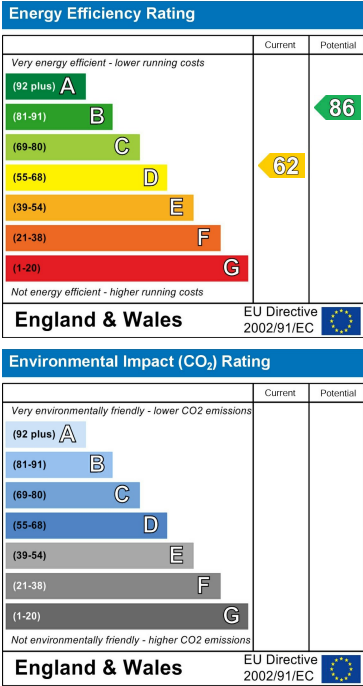 Energy Efficiency Rating
Current Potential
Very energy efficient - lower running costs
(92 plus) A
(81-91) B
86
(69-80) C
62
(55-68) D
(39-54) E
(21-38) F
(1-20) G
Not energy efficient - higher running costs
England & Wales
EU Directive
2002/91/EC
Environmental Impact (CO₂) Rating
Current Potential
Very environmentally friendly - lower CO2 emissions
(92 plus) A
(81-91) B
(69-80) C
(55-68) D
(39-54) E
(21-38) F
(1-20) G
Not environmentally friendly - higher CO2 emissions
England & Wales
EU Directive
2002/91/EC